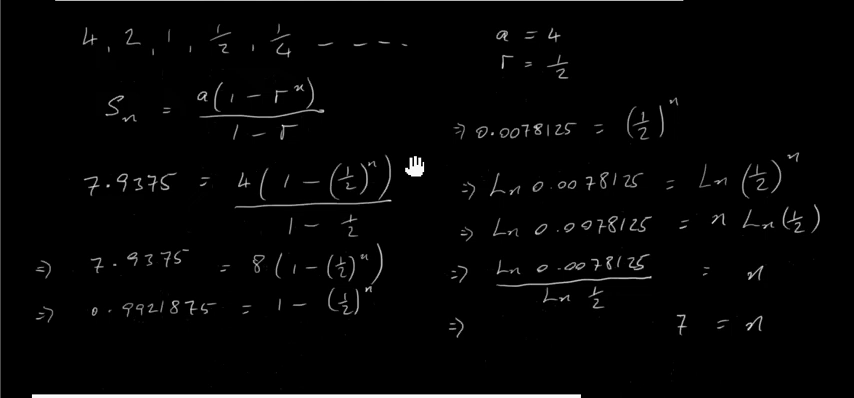 4, 2, 1, 1/2, 1/4 - - - - .
Sₙ = a(1 - rⁿ) / (1 - r)
7.9375 = 4(1 - (1/2)ⁿ) / (1 - 1/2)
=> 7.9375 = 8(1 - (1/2)ⁿ)
=> 0.9921875 = 1 - (1/2)ⁿ
a = 4
r = 1/2
=> 0.0078125 = (1/2)ⁿ
=> Ln 0.0078125 = Ln (1/2)ⁿ
=> Ln 0.0078125 = n Ln (1/2)
=> Ln 0.0078125 / Ln 1/2 = n
=> 7 = n